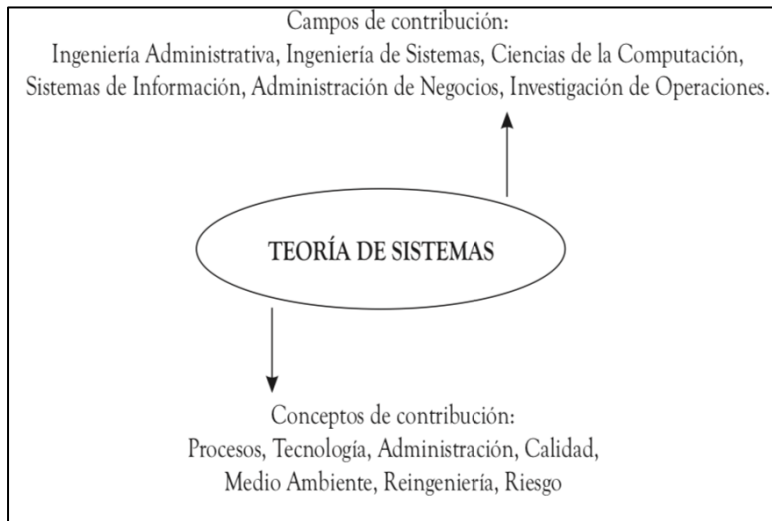 Campos de contribución:
Ingeniería Administrativa, Ingeniería de Sistemas, Ciencias de la Computación,
Sistemas de Información, Administración de Negocios, Investigación de Operaciones.
TEORÍA DE SISTEMAS
Conceptos de contribución:
Procesos, Tecnología, Administración, Calidad,
Medio Ambiente, Reingeniería, Riesgo